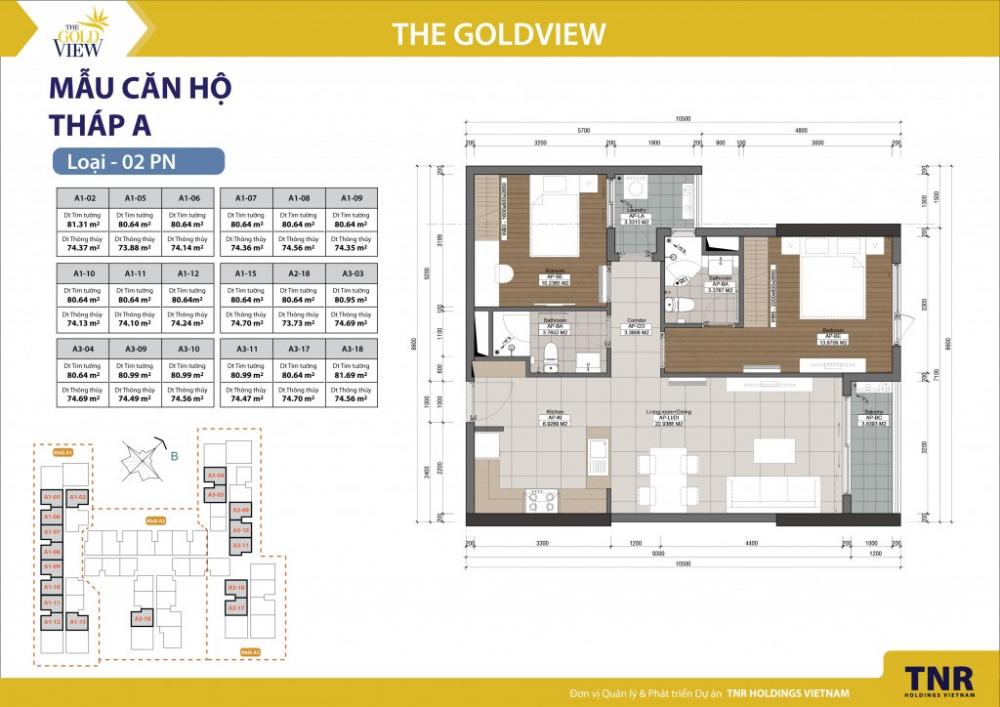 THE
GOLD
VIEW
THE GOLDVIEW
MẪU CĂN HỘ
THÁP A
Loại - 02 PN
A1-02 A1-05 A1-06 A1-07 A1-08 A1-09
Dt Tim tường Dt Tim tường Dt Tim tường Dt Tim tường Dt Tim tường Dt Tim tường
81.31 m² 80.64 m² 80.64 m² 80.64 m² 80.64 m² 80.64 m²
Dt Thông thủy Dt Thông thủy Dt Thông thủy Dt Thông thủy Dt Thông thủy Dt Thông thủy
74.37 m² 73.88 m² 74.14 m² 74.36 m² 74.56 m² 74.35 m²
A1-10 A1-11 A1-12 A1-15 A2-18 A3-03
Dt Tim tường Dt Tim tường Dt Tim tường Dt Tim tường Dt Tim tường Dt Tim tường
80.64 m² 80.64 m² 80.64m² 80.64 m² 80.64 m² 80.95 m²
Dt Thông thủy Dt Thông thủy Dt Thông thủy Dt Thông thủy Dt Thông thủy Dt Thông thủy
74.13 m² 74.10 m² 74.24 m² 74.70 m² 73.73 m² 74.69 m²
A3-04 A3-09 A3-10 A3-11 A3-17 A3-18
Dt Tim tường Dt Tim tường Dt Tim tường Dt Tim tường Dt Tim tường Dt Tim tường
80.64 m² 80.99 m² 80.99 m² 80.99 m² 80.64 m² 81.69 m²
Dt Thông thủy Dt Thông thủy Dt Thông thủy Dt Thông thủy Dt Thông thủy Dt Thông thủy
74.69 m² 74.49 m² 74.56 m² 74.47 m² 74.70 m² 74.56 m²
10500
5700 4800
200 3200 200 1900 200 900 200 3600 200
8600
5200
200 3199 100 1100 600
1000 1000
2400 2200
200
200
1300 1500
200
3300
7100 8600
200
3200
200
Laundry
AP-LA
3.3313 M2
Bedroom
AP-BE
10.2365 M2
Bathroom
AP-BA
3.3767 M2
Bathroom
AP-BA
3.7652 M2
Corridor
AP-CO
3.3606 M2
Bedroom
AP-BE
13.9709 M2
Kitchen
AP-KI
6.9289 M2
Living room+Dining
AP-LI/DI
22.9388 M2
Balcony
AP-BC
3.6393 M2
200 3300 1200 4400 200 1000 200
9300 1200
10500
B
Khối A1
A1-05 A1-02
A1-06
A1-07
A1-08
A1-09
A1-10
A1-11
A1-12 A1-15
Khối A2
A2-18
A3-04
A3-03
A3-09
A3-10
A3-11
A3-18
A3-17
Khối A3
Đơn vị Quản lý & Phát triển Dự án TNR HOLDINGS VIETNAM
TNR
HOLDINGS VIETNAM